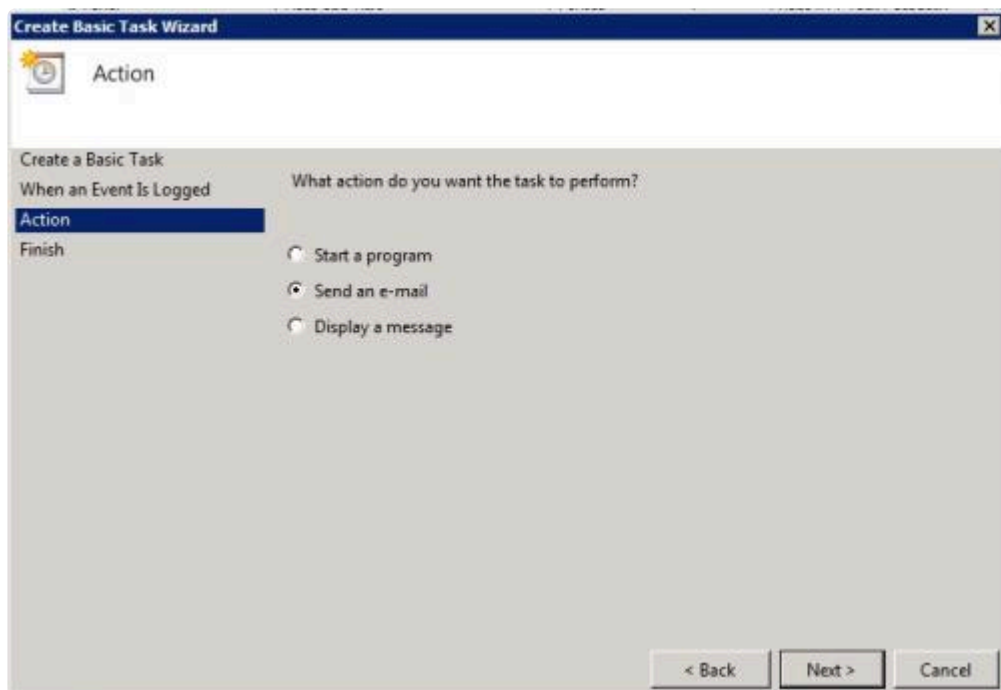 Create Basic Task Wizard
Action
Create a Basic Task
When an Event Is Logged
Action
Finish
What action do you want the task to perform?
Start a program
Send an e-mail
Display a message
< Back
Next >
Cancel